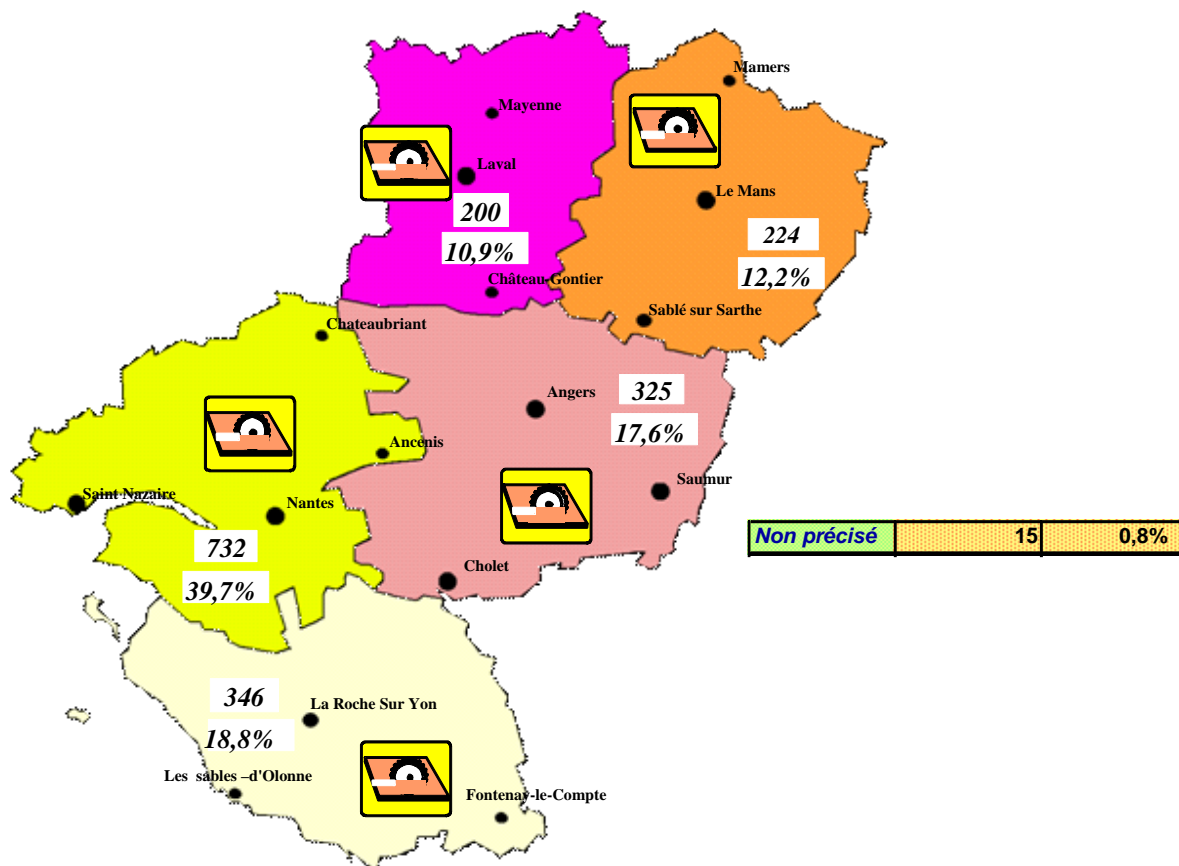 Mamers
Mayenne
Laval
Le Mans
200
10,9%
224
12,2%
Château-Gontier
Sablé sur Sarthe
Chateaubriant
Angers
325
17,6%
Ancenis
Saumur
Saint Nazaire
Nantes
732
39,7%
Non précisé 15 0,8%
Cholet
346
18,8%
La Roche Sur Yon
Les sables –d'Olonne
Fontenay-le-Compte